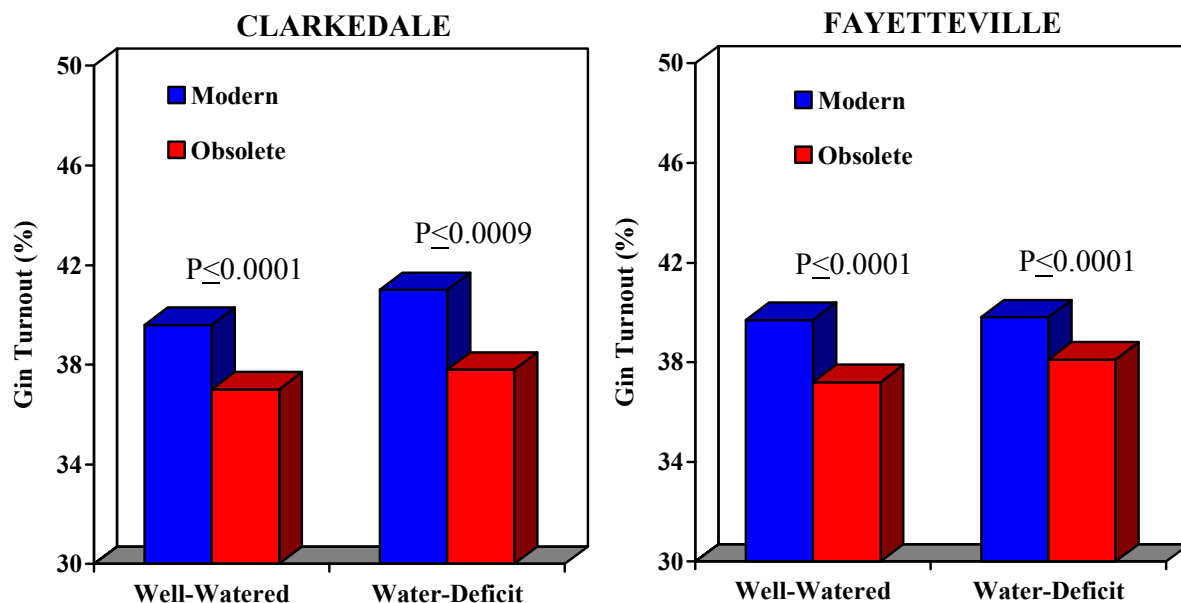 CLARKEDALE
50
46
42
38
34
30
Gin Turnout (%)
Modern
Obsolete
P≤0.0001
P≤0.0009
Well-Watered
Water-Deficit
FAYETTEVILLE
50
46
42
38
34
30
Gin Turnout (%)
Modern
Obsolete
P≤0.0001
P≤0.0001
Well-Watered
Water-Deficit